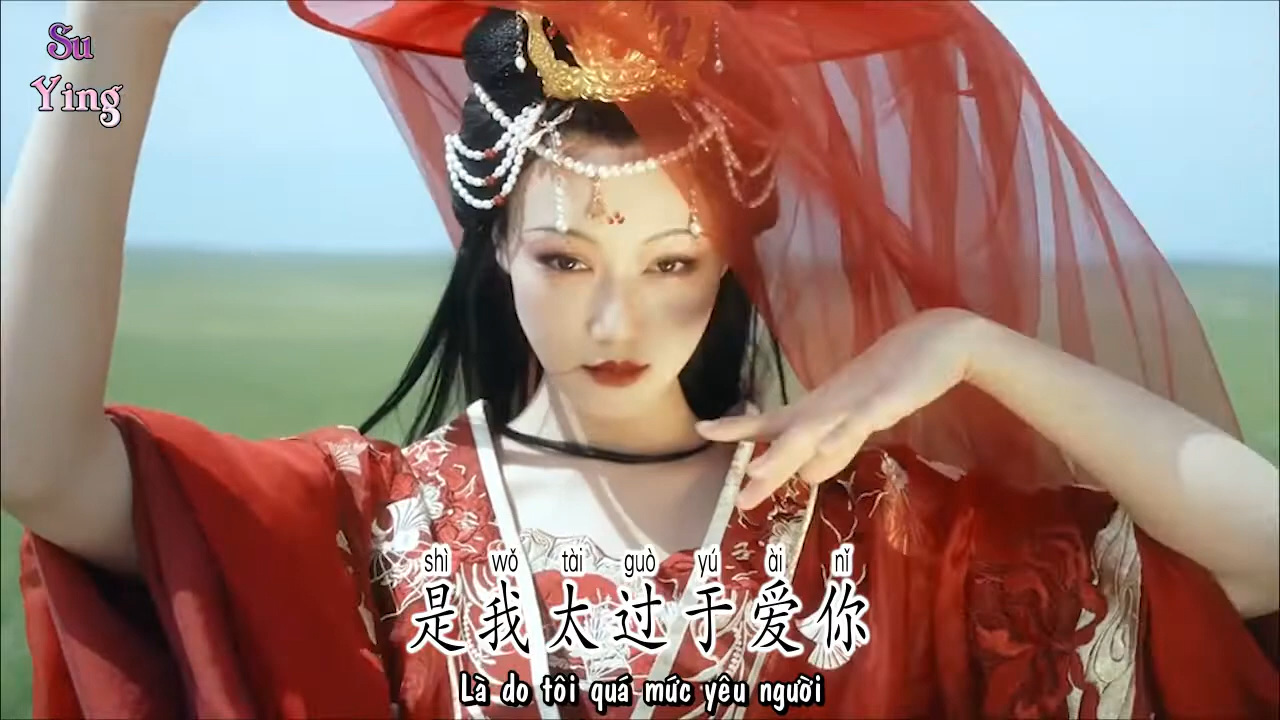 Su
Ying
shì wǒ tài guò yú ài nǐ
是我太过于爱你
Là do tôi quá mức yêu người